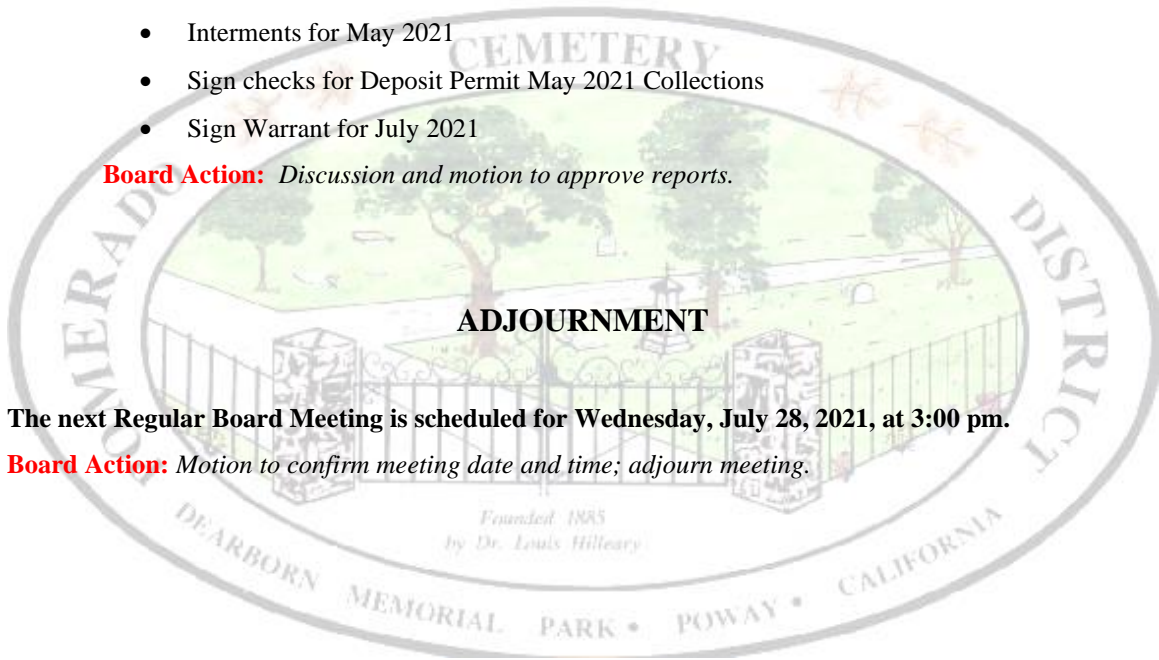 • Interments for May 2021
• Sign checks for Deposit Permit May 2021 Collections
• Sign Warrant for July 2021
Board Action: Discussion and motion to approve reports.
ADJOURNMENT
The next Regular Board Meeting is scheduled for Wednesday, July 28, 2021, at 3:00 pm.
Board Action: Motion to confirm meeting date and time; adjourn meeting.
POMERADO CEMETERY DISTRICT
Founded 1885
by Dr. Louis Hilleary
DEARBORN MEMORIAL PARK • POWAY • CALIFORNIA